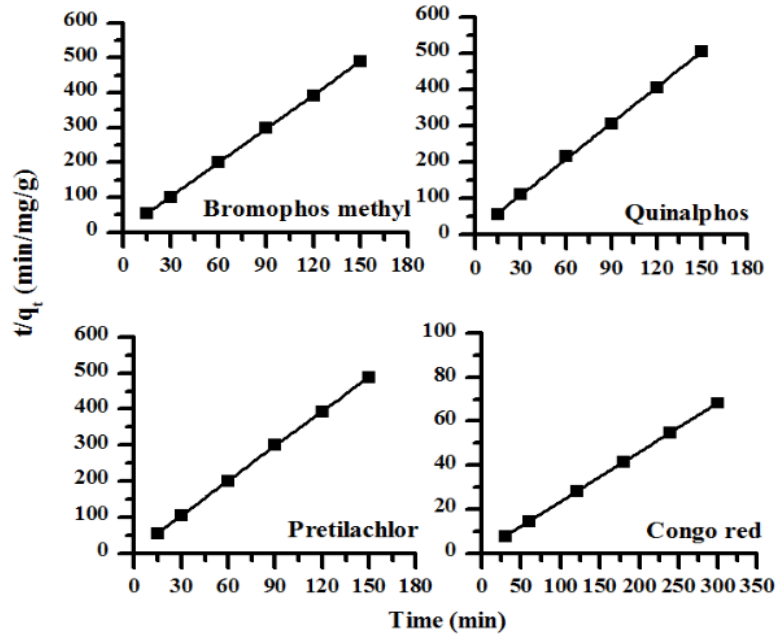 600
500
400
300
200
100
0
0 30 60 90 120 150 180
Bromophos methyl
600
500
400
300
200
100
0
0 30 60 90 120 150 180
Quinalphos
t/qt (min/mg/g)
600
500
400
300
200
100
0
0 30 60 90 120 150 180
Pretilachlor
100
80
60
40
20
0
0 50 100 150 200 250 300 350
Congo red
Time (min)